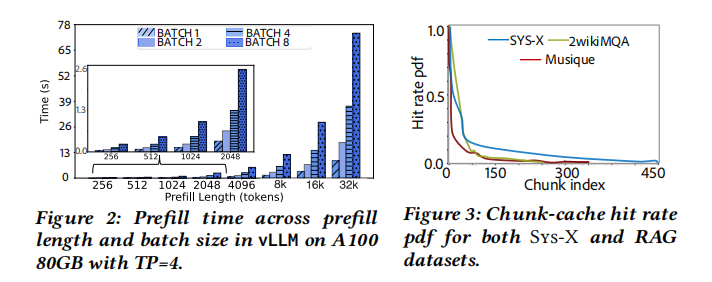 78
65
52
39
26
13
0
Time (s)
BATCH 1
BATCH 4
BATCH 2
BATCH 8
2.6
1.3
0.0
256
512
1024
2048
256
512
1024
2048
4096
8k
16k
32k
Prefill Length (tokens)
Figure 2: Prefill time across prefill
length and batch size in vLLM on A100
80GB with TP=4.
1.0
0.5
0.0
Hit rate pdf
SYS-X
2wikiMQA
Musique
0
150
300
450
Chunk index
Figure 3: Chunk-cache hit rate
pdf for both SYS-X and RAG
datasets.